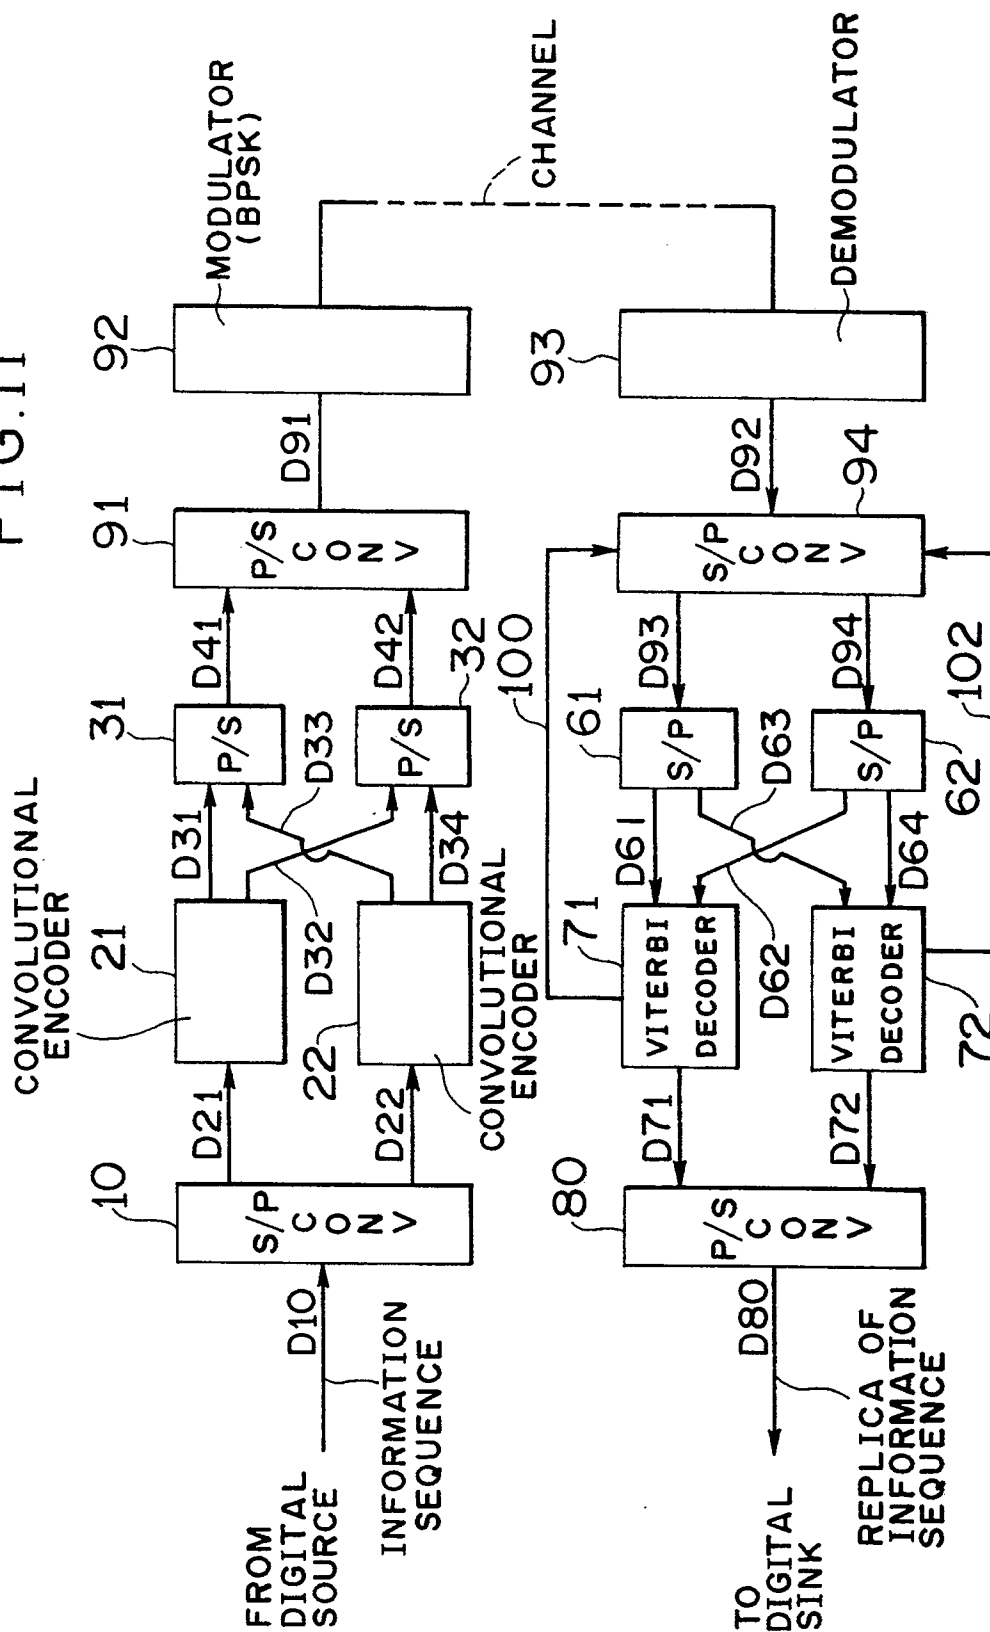 FIG. 11
CONVOLUTIONAL
ENCODER
10
21
31
91
92
MODULATOR
(BPSK)
FROM
DIGITAL
SOURCE
D10
INFORMATION
SEQUENCE
S/P
CONV
D21
D22
22
CONVOLUTIONAL
ENCODER
D31
D32
D33
D34
P/S
P/S
32
D41
D42
P/S
CONV
D91
CHANNEL
TO
DIGITAL
SINK
D80
REPLICA OF
INFORMATION
SEQUENCE
80
P/S
CONV
D71
D72
71
VITERBI
DECODER
VITERBI
DECODER
72
100
D61
D62
D63
D64
61
S/P
S/P
62
102
D93
D94
S/P
CONV
94
D92
93
DEMODULATOR